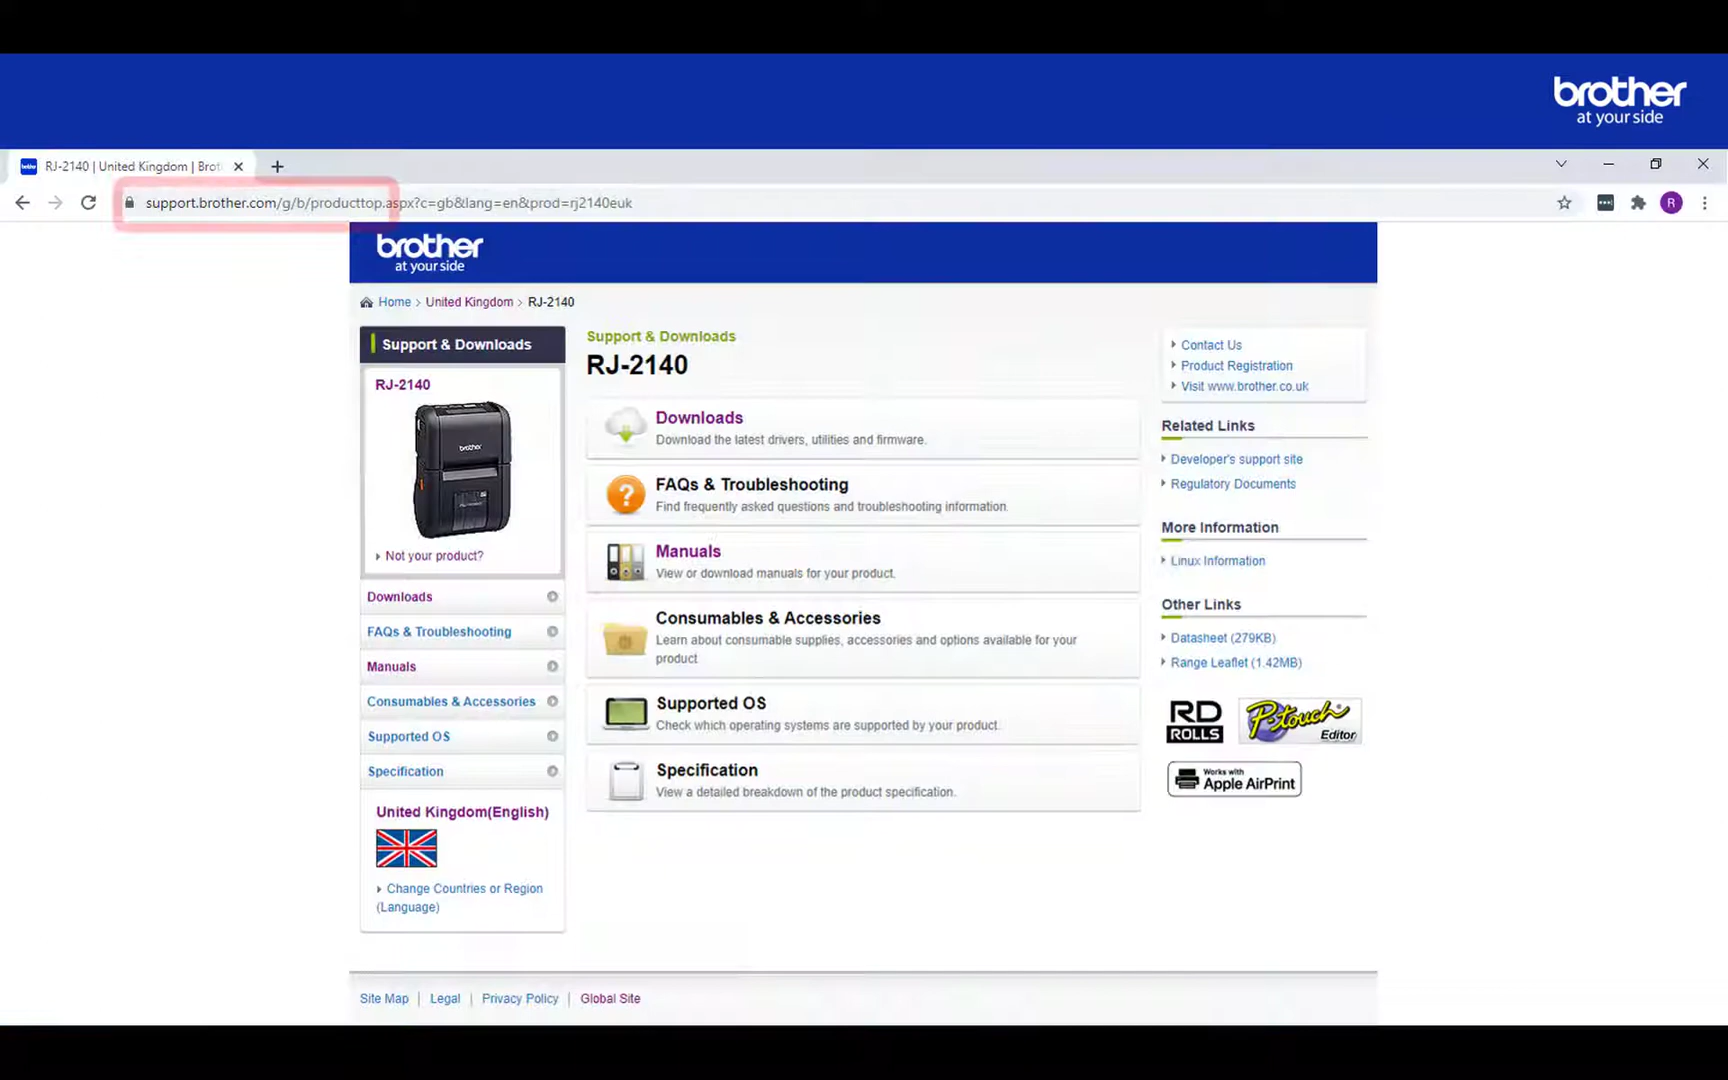 brother
at your side
RJ-2140 | United Kingdom | Brot
support.brother.com/g/b/producttop.aspx?c=gb&lang=en&prod=rj2140euk
R
brother
at your side
Home > United Kingdom > RJ-2140
Support & Downloads
RJ-2140
brother
Not your product?
Downloads
FAQs & Troubleshooting
Manuals
Consumables & Accessories
Supported OS
Specification
United Kingdom(English)
Change Countries or Region
(Language)
Support & Downloads
RJ-2140
Downloads
Download the latest drivers, utilities and firmware.
FAQs & Troubleshooting
Find frequently asked questions and troubleshooting information.
Manuals
View or download manuals for your product.
Consumables & Accessories
Learn about consumable supplies, accessories and options available for your
product
Supported OS
Check which operating systems are supported by your product.
Specification
View a detailed breakdown of the product specification.
Contact Us
Product Registration
Visit www.brother.co.uk
Related Links
Developer's support site
Regulatory Documents
More Information
Linux Information
Other Links
Datasheet (279KB)
Range Leaflet (1.42MB)
RD
ROLLS
P-touch
Editor
Works with
Apple AirPrint
Site Map | Legal | Privacy Policy | Global Site